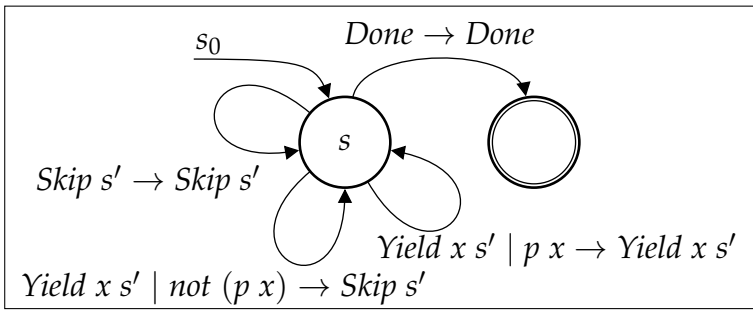 s₀
Done → Done
s
Skip s′ → Skip s′
Yield x s′ | p x → Yield x s′
Yield x s′ | not (p x) → Skip s′